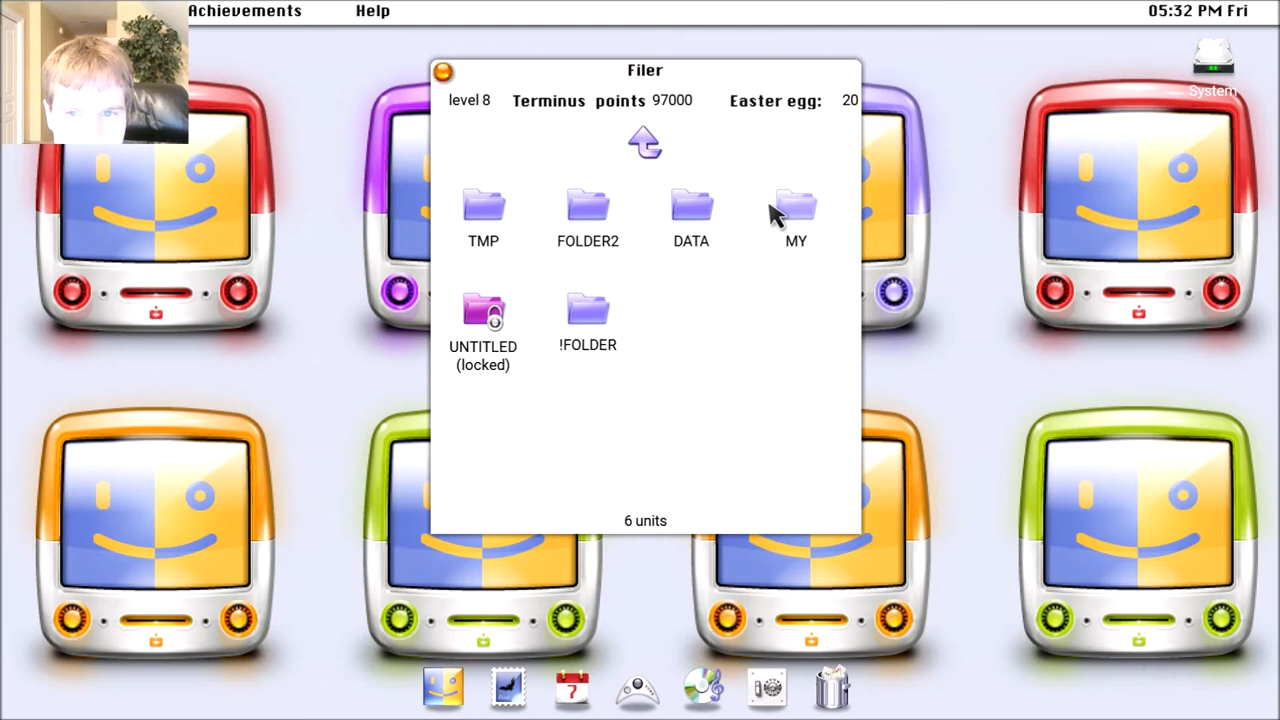 Achievements Help 05:32 PM Fri
Filer
System
level 8 Terminus points 97000 Easter egg: 20
TMP FOLDER2 DATA MY
UNTITLED (locked) !FOLDER
6 units
7